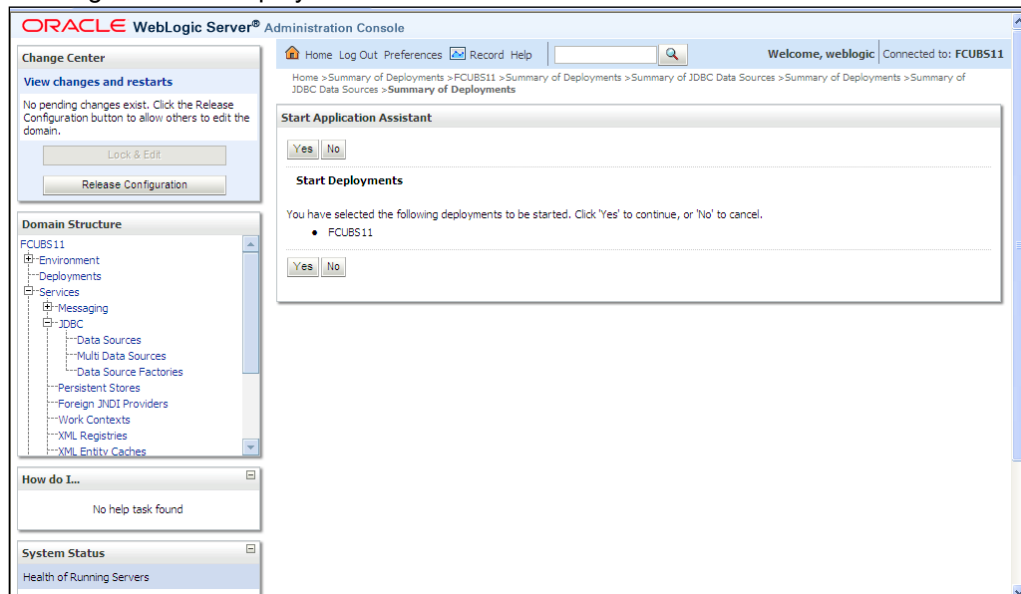 ORACLE WebLogic Server® Administration Console
Change Center
View changes and restarts
No pending changes exist. Click the Release
Configuration button to allow others to edit the
domain.
Lock & Edit
Release Configuration
Domain Structure
FCUBS11
Environment
Deployments
Services
Messaging
JDBC
Data Sources
Multi Data Sources
Data Source Factories
Persistent Stores
Foreign JNDI Providers
Work Contexts
XML Registries
XML Entity Caches
How do I...
No help task found
System Status
Health of Running Servers
Home Log Out Preferences Record Help
Welcome, weblogic Connected to: FCUBS11
Home >Summary of Deployments >FCUBS11 >Summary of Deployments >Summary of JDBC Data Sources >Summary of Deployments >Summary of
JDBC Data Sources >Summary of Deployments
Start Application Assistant
Yes No
Start Deployments
You have selected the following deployments to be started. Click 'Yes' to continue, or 'No' to cancel.
• FCUBS11
Yes No